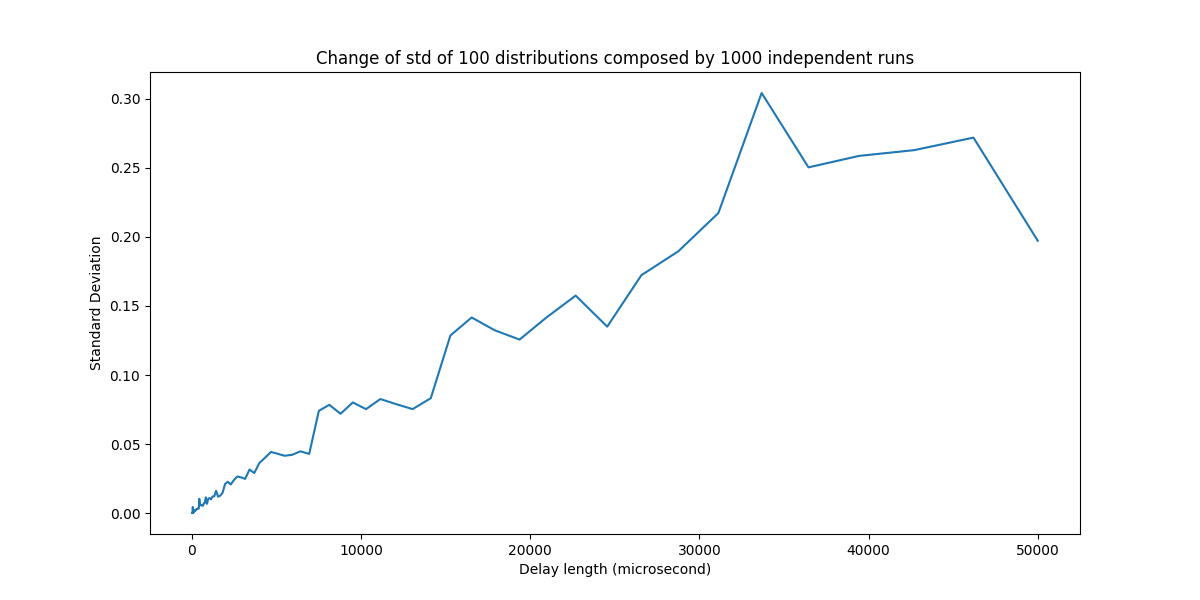 Change of std of 100 distributions composed by 1000 independent runs
0.30
0.25
0.20
0.15
0.10
0.05
0.00
Standard Deviation
0 10000 20000 30000 40000 50000
Delay length (microsecond)